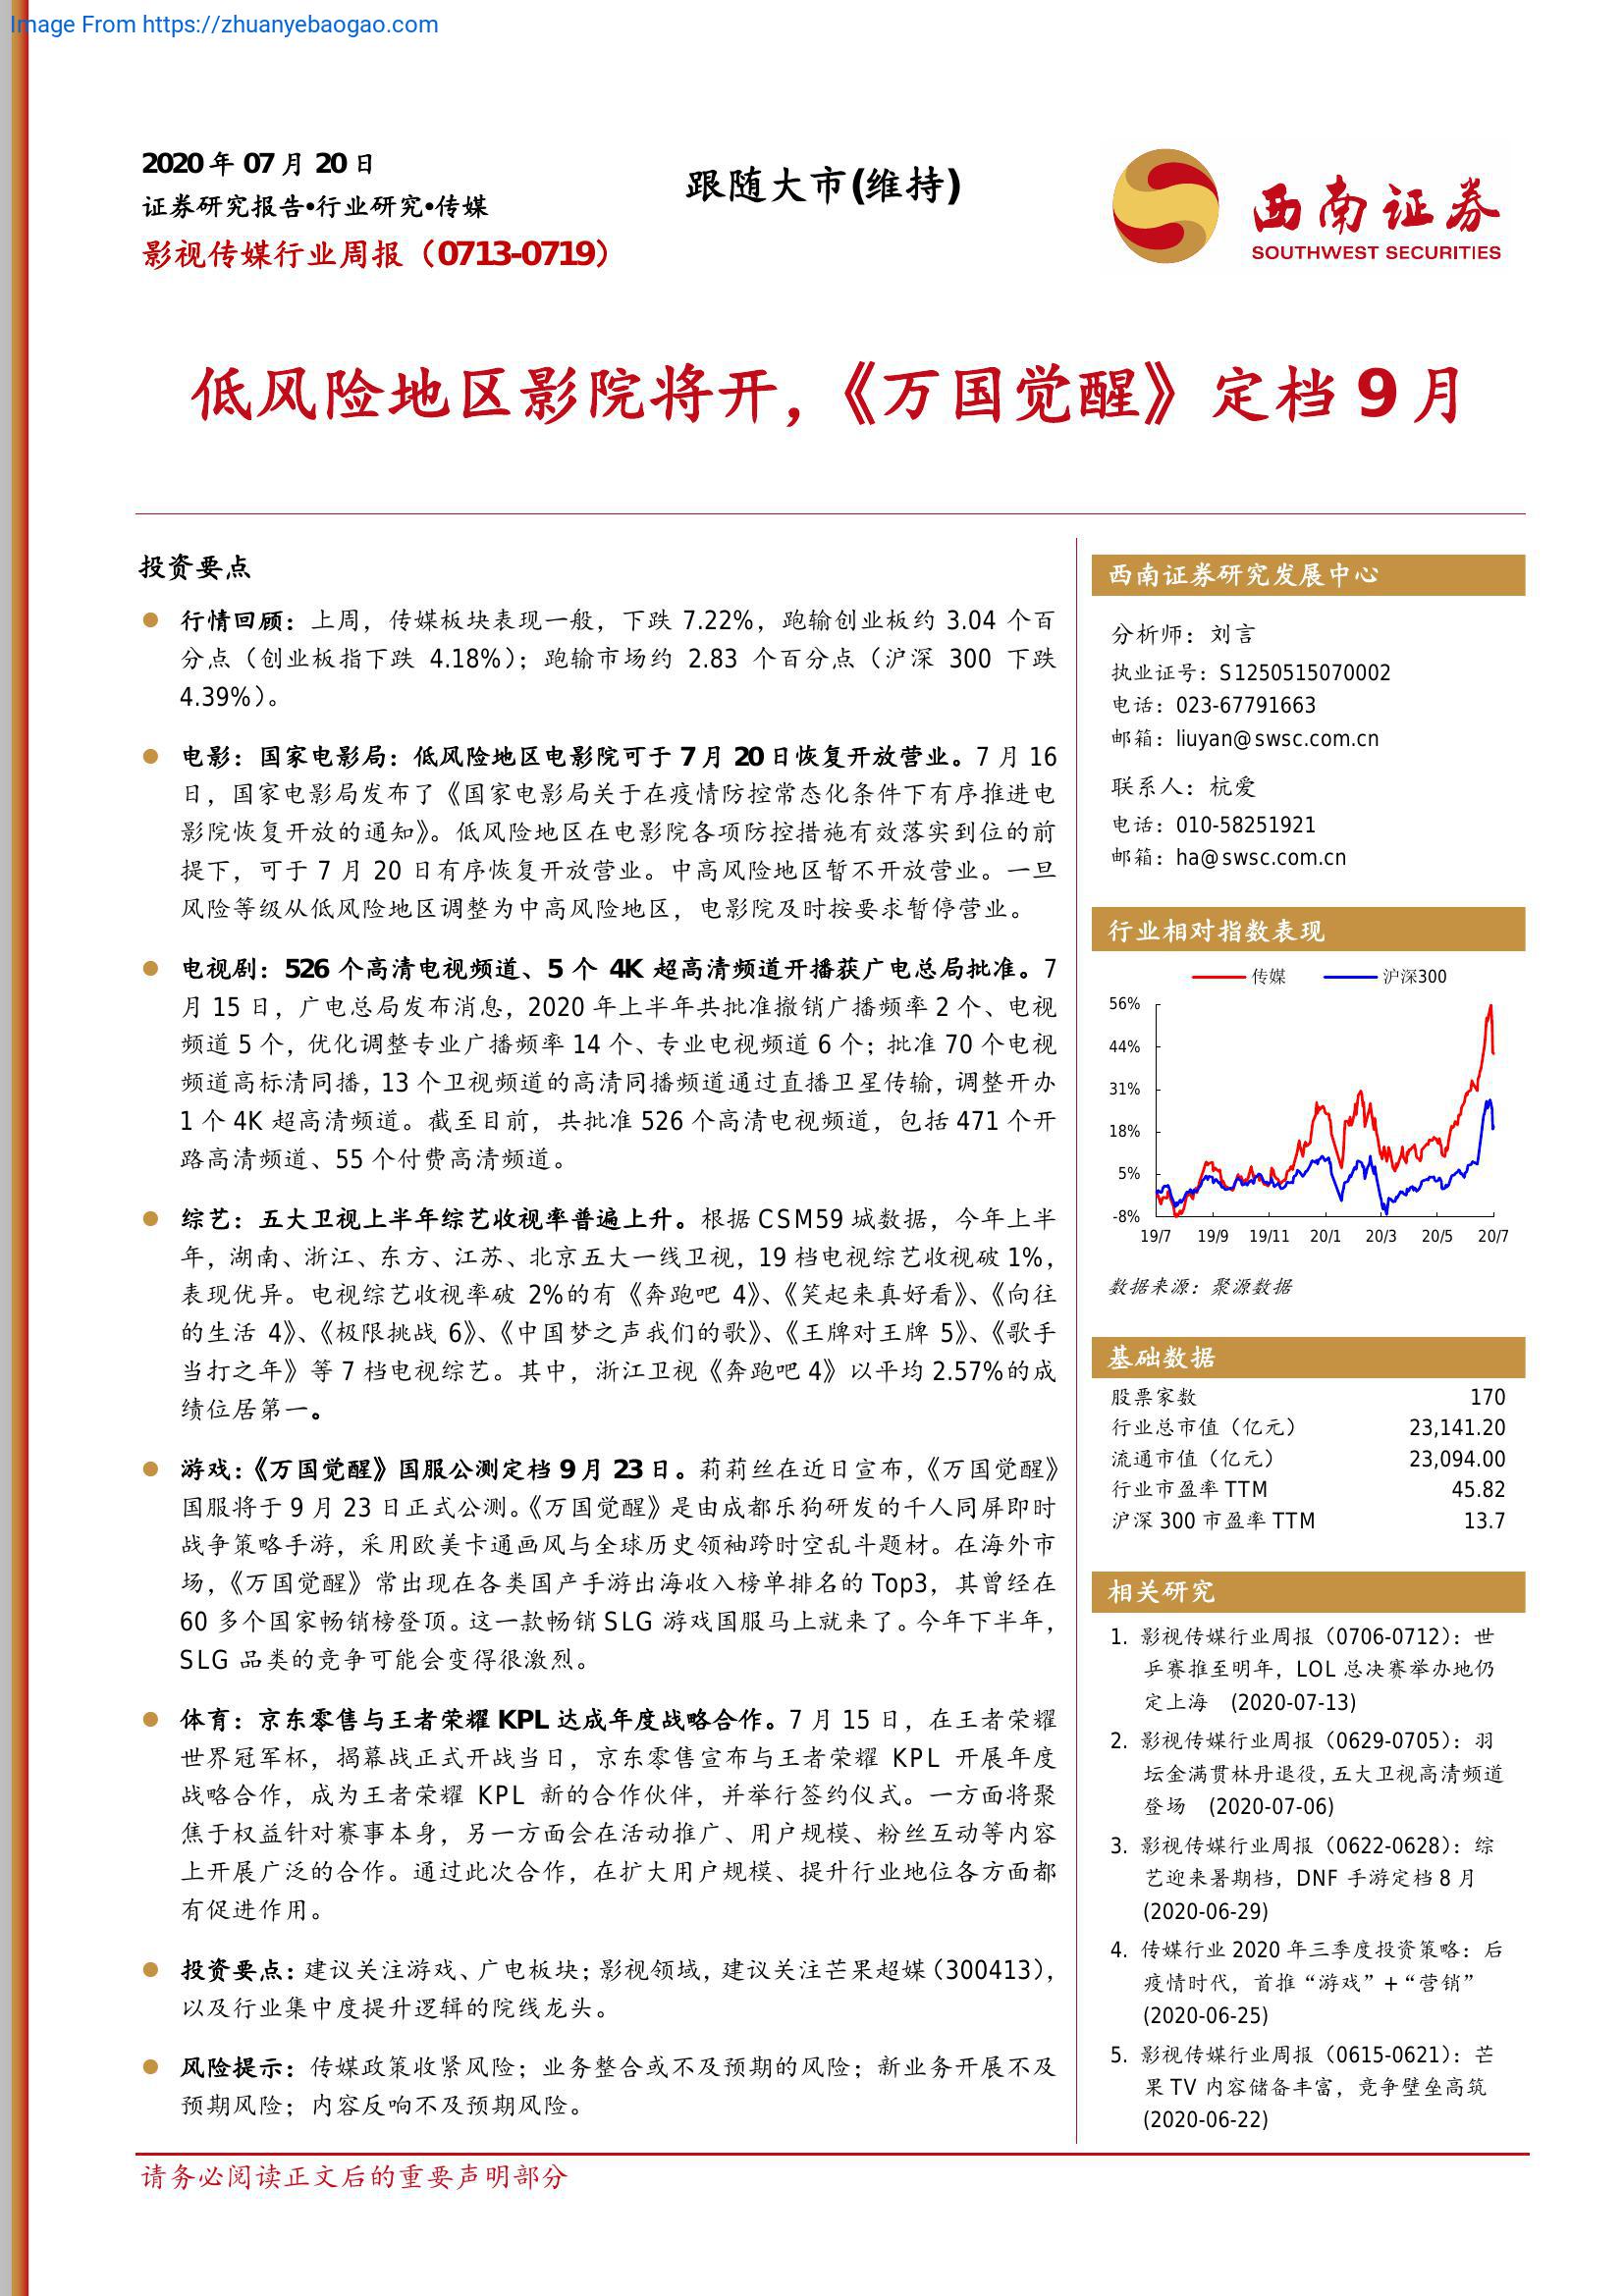 Image From https://zhuanyebaogao.com
2020 年 07 月 20 日
证券研究报告•行业研究•传媒
影视传媒行业周报（0713-0719）
跟随大市(维持)
西南证券
SOUTHWEST SECURITIES
低风险地区影院将开，《万国觉醒》定档 9 月
投资要点
行情回顾：上周，传媒板块表现一般，下跌 7.22%，跑输创业板约 3.04 个百
分点（创业板指下跌 4.18%）；跑输市场约 2.83 个百分点（沪深 300 下跌
4.39%）。
电影：国家电影局：低风险地区电影院可于 7 月 20 日恢复开放营业。7 月 16
日，国家电影局发布了《国家电影局关于在疫情防控常态化条件下有序推进电
影院恢复开放的通知》。低风险地区在电影院各项防控措施有效落实到位的前
提下，可于 7 月 20 日有序恢复开放营业。中高风险地区暂不开放营业。一旦
风险等级从低风险地区调整为中高风险地区，电影院及时按要求暂停营业。
电视剧：526 个高清电视频道、5 个 4K 超高清频道开播获广电总局批准。7
月 15 日，广电总局发布消息，2020 年上半年共批准撤销广播频率 2 个、电视
频道 5 个，优化调整专业广播频率 14 个、专业电视频道 6 个；批准 70 个电视
频道高标清同播，13 个卫视频道的高清同播频道通过直播卫星传输，调整开办
1 个 4K 超高清频道。截至目前，共批准 526 个高清电视频道，包括 471 个开
路高清频道、55 个付费高清频道。
综艺：五大卫视上半年综艺收视率普遍上升。根据 CSM59 城数据，今年上半
年，湖南、浙江、东方、江苏、北京五大一线卫视，19 档电视综艺收视破 1%，
表现优异。电视综艺收视率破 2%的有《奔跑吧 4》、《笑起来真好看》、《向往
的生活 4》、《极限挑战 6》、《中国梦之声我们的歌》、《王牌对王牌 5》、《歌手
当打之年》等 7 档电视综艺。其中，浙江卫视《奔跑吧 4》以平均 2.57%的成
绩位居第一。
游戏：《万国觉醒》国服公测定档 9 月 23 日。莉莉丝在近日宣布，《万国觉醒》
国服将于 9 月 23 日正式公测。《万国觉醒》是由成都乐狗研发的千人同屏即时
战争策略手游，采用欧美卡通画风与全球历史领袖跨时空乱斗题材。在海外市
场，《万国觉醒》常出现在各类国产手游出海收入榜单排名的 Top3，其曾经在
60 多个国家畅销榜登顶。这一款畅销 SLG 游戏国服马上就来了。今年下半年，
SLG 品类的竞争可能会变得很激烈。
体育：京东零售与王者荣耀 KPL 达成年度战略合作。7 月 15 日，在王者荣耀
世界冠军杯，揭幕战正式开战当日，京东零售宣布与王者荣耀 KPL 开展年度
战略合作，成为王者荣耀 KPL 新的合作伙伴，并举行签约仪式。一方面将聚
焦于权益针对赛事本身，另一方面会在活动推广、用户规模、粉丝互动等内容
上开展广泛的合作。通过此次合作，在扩大用户规模、提升行业地位各方面都
有促进作用。
投资要点：建议关注游戏、广电板块；影视领域，建议关注芒果超媒（300413），
以及行业集中度提升逻辑的院线龙头。
风险提示：传媒政策收紧风险；业务整合或不及预期的风险；新业务开展不及
预期风险；内容反响不及预期风险。
西南证券研究发展中心
分析师：刘言
执业证号：S1250515070002
电话：023-67791663
邮箱：liuyan@swsc.com.cn
联系人：杭爱
电话：010-58251921
邮箱：ha@swsc.com.cn
行业相对指数表现
传媒 沪深300
56%
44%
31%
18%
5%
-8%
19/7 19/9 19/11 20/1 20/3 20/5 20/7
数据来源：聚源数据
基础数据
股票家数 170
行业总市值（亿元） 23,141.20
流通市值（亿元） 23,094.00
行业市盈率 TTM 45.82
沪深 300 市盈率 TTM 13.7
相关研究
1. 影视传媒行业周报（0706-0712）：世
乒赛推至明年，LOL 总决赛举办地仍
定上海 (2020-07-13)
2. 影视传媒行业周报（0629-0705）：羽
坛金满贯林丹退役，五大卫视高清频道
登场 (2020-07-06)
3. 影视传媒行业周报（0622-0628）：综
艺迎来暑期档，DNF 手游定档 8 月
(2020-06-29)
4. 传媒行业 2020 年三季度投资策略：后
疫情时代，首推“游戏”+“营销”
(2020-06-25)
5. 影视传媒行业周报（0615-0621）：芒
果 TV 内容储备丰富，竞争壁垒高筑
(2020-06-22)
请务必阅读正文后的重要声明部分